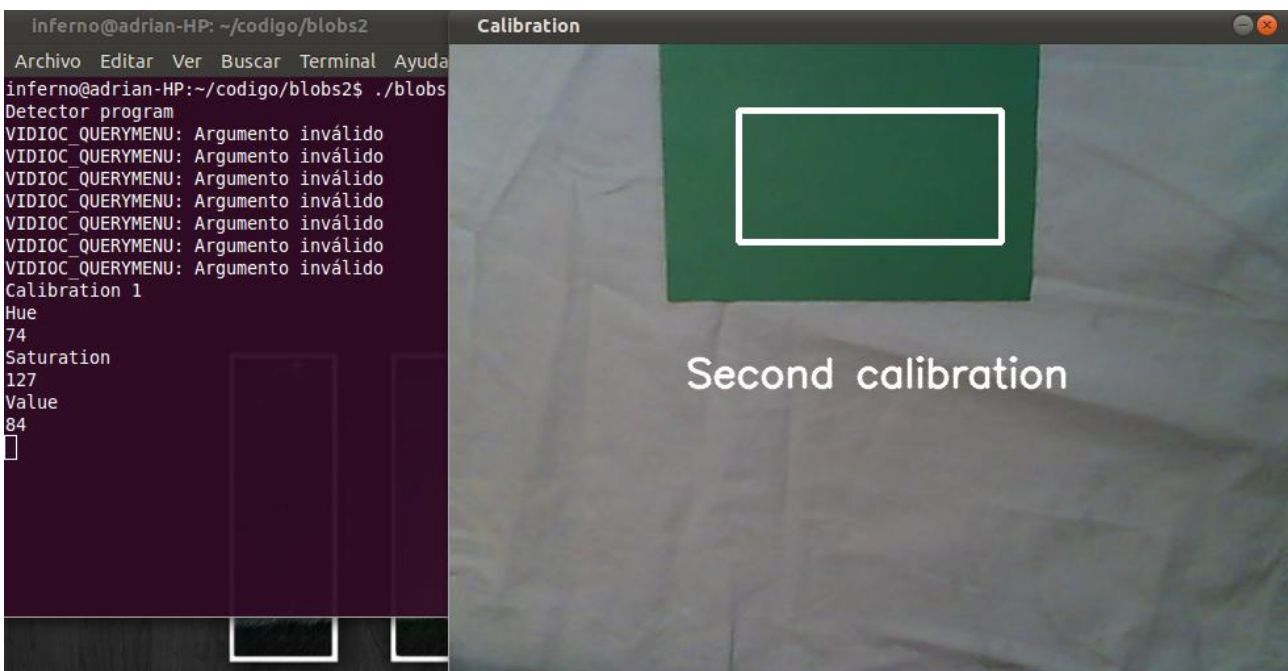 inferno@adrian-HP: ~/codigo/blobs2
Archivo Editar Ver Buscar Terminal Ayuda
inferno@adrian-HP:~/codigo/blobs2$ ./blobs
Detector program
VIDIOC_QUERYMENU: Argumento inválido
VIDIOC_QUERYMENU: Argumento inválido
VIDIOC_QUERYMENU: Argumento inválido
VIDIOC_QUERYMENU: Argumento inválido
VIDIOC_QUERYMENU: Argumento inválido
VIDIOC_QUERYMENU: Argumento inválido
VIDIOC_QUERYMENU: Argumento inválido
Calibration 1
Hue
74
Saturation
127
Value
84
Calibration
Second calibration